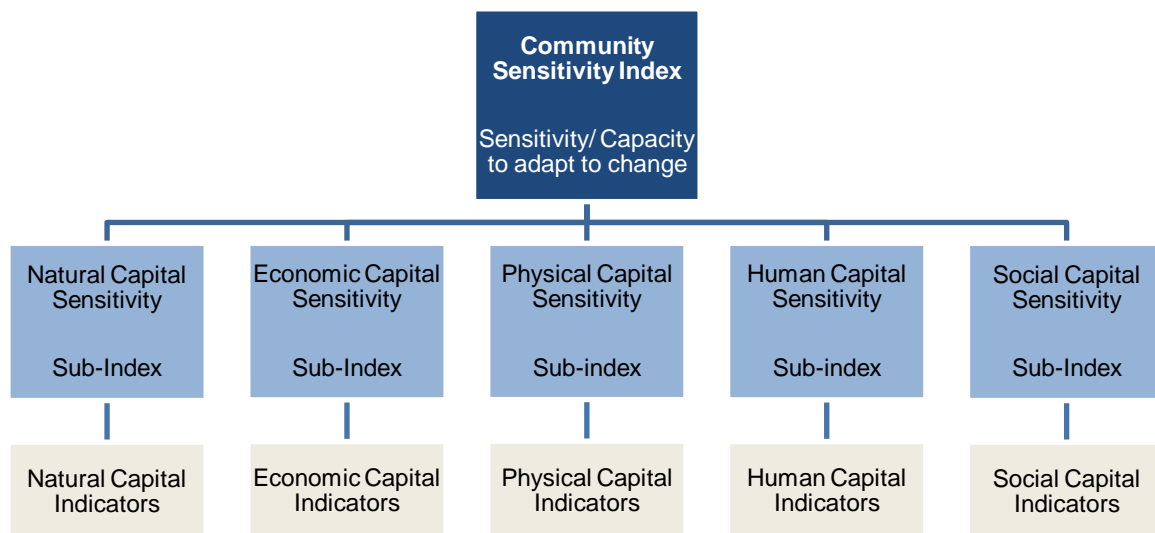 Community
Sensitivity Index
Sensitivity/ Capacity
to adapt to change
Natural Capital
Sensitivity
Sub-Index
Economic Capital
Sensitivity
Sub-Index
Physical Capital
Sensitivity
Sub-index
Human Capital
Sensitivity
Sub-index
Social Capital
Sensitivity
Sub-Index
Natural Capital
Indicators
Economic Capital
Indicators
Physical Capital
Indicators
Human Capital
Indicators
Social Capital
Indicators